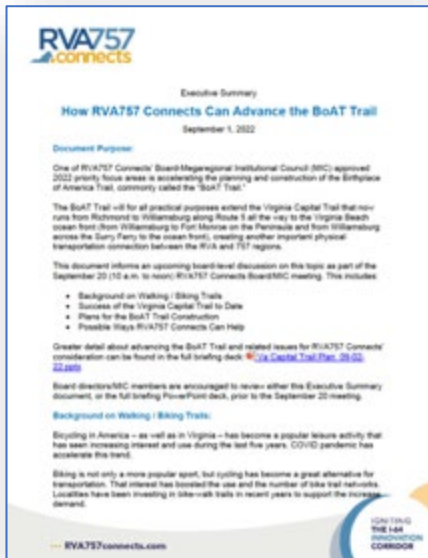 RVA757
connects
Executive Summary
How RVA757 Connects Can Advance the BoAT Trail
September 1, 2022
Document Purpose:
One of RVA757 Connects' Board-Megaregional Institutional Council (MIC) approved
2022 priority focus areas is accelerating the planning and construction of the Birthplace
of America Trail, commonly called the "BoAT Trail."
The BoAT Trail will for all practical purposes extend the Virginia Capital Trail that now
runs from Richmond to Williamsburg along Route 5 all the way to the Virginia Beach
ocean front (from Williamsburg to Fort Monroe on the Peninsula and from Williamsburg
across the Surry Ferry to the ocean front), creating another important physical
transportation connection between the RVA and 757 regions.
This document informs an upcoming board-level discussion on this topic as part of the
September 20 (10 a.m. to noon) RVA757 Connects Board/MIC meeting. This includes:
• Background on Walking / Biking Trails
• Success of the Virginia Capital Trail to Date
• Plans for the BoAT Trail Construction
• Possible Ways RVA757 Connects Can Help
Greater detail about advancing the BoAT Trail and related issues for RVA757 Connects'
consideration can be found in the full briefing deck: Va Capital Trail Plan 09-02-
22.pptx
Board directors/MIC members are encouraged to review either this Executive Summary
document, or the full briefing PowerPoint deck, prior to the September 20 meeting.
Background on Walking / Biking Trails:
Bicycling in America – as well as in Virginia – has become a popular leisure activity that
has seen increasing interest and use during the last five years. COVID pandemic has
accelerate this trend.
Biking is not only a more popular sport, but cycling has become a great alternative for
transportation. That interest has boosted the use and the number of bike trail networks.
Localities have been investing in bike-walk trails in recent years to support the increase
demand.
RVA757connects.com
IGNITING
THE I-64
INNOVATION
CORRIDOR